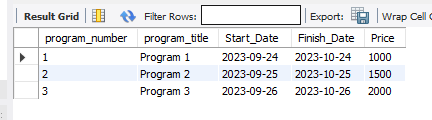 Result Grid Filter Rows: Export: Wrap Cell
program_number program_title Start_Date Finish_Date Price
1 Program 1 2023-09-24 2023-10-24 1000
2 Program 2 2023-09-25 2023-10-25 1500
3 Program 3 2023-09-26 2023-10-26 2000